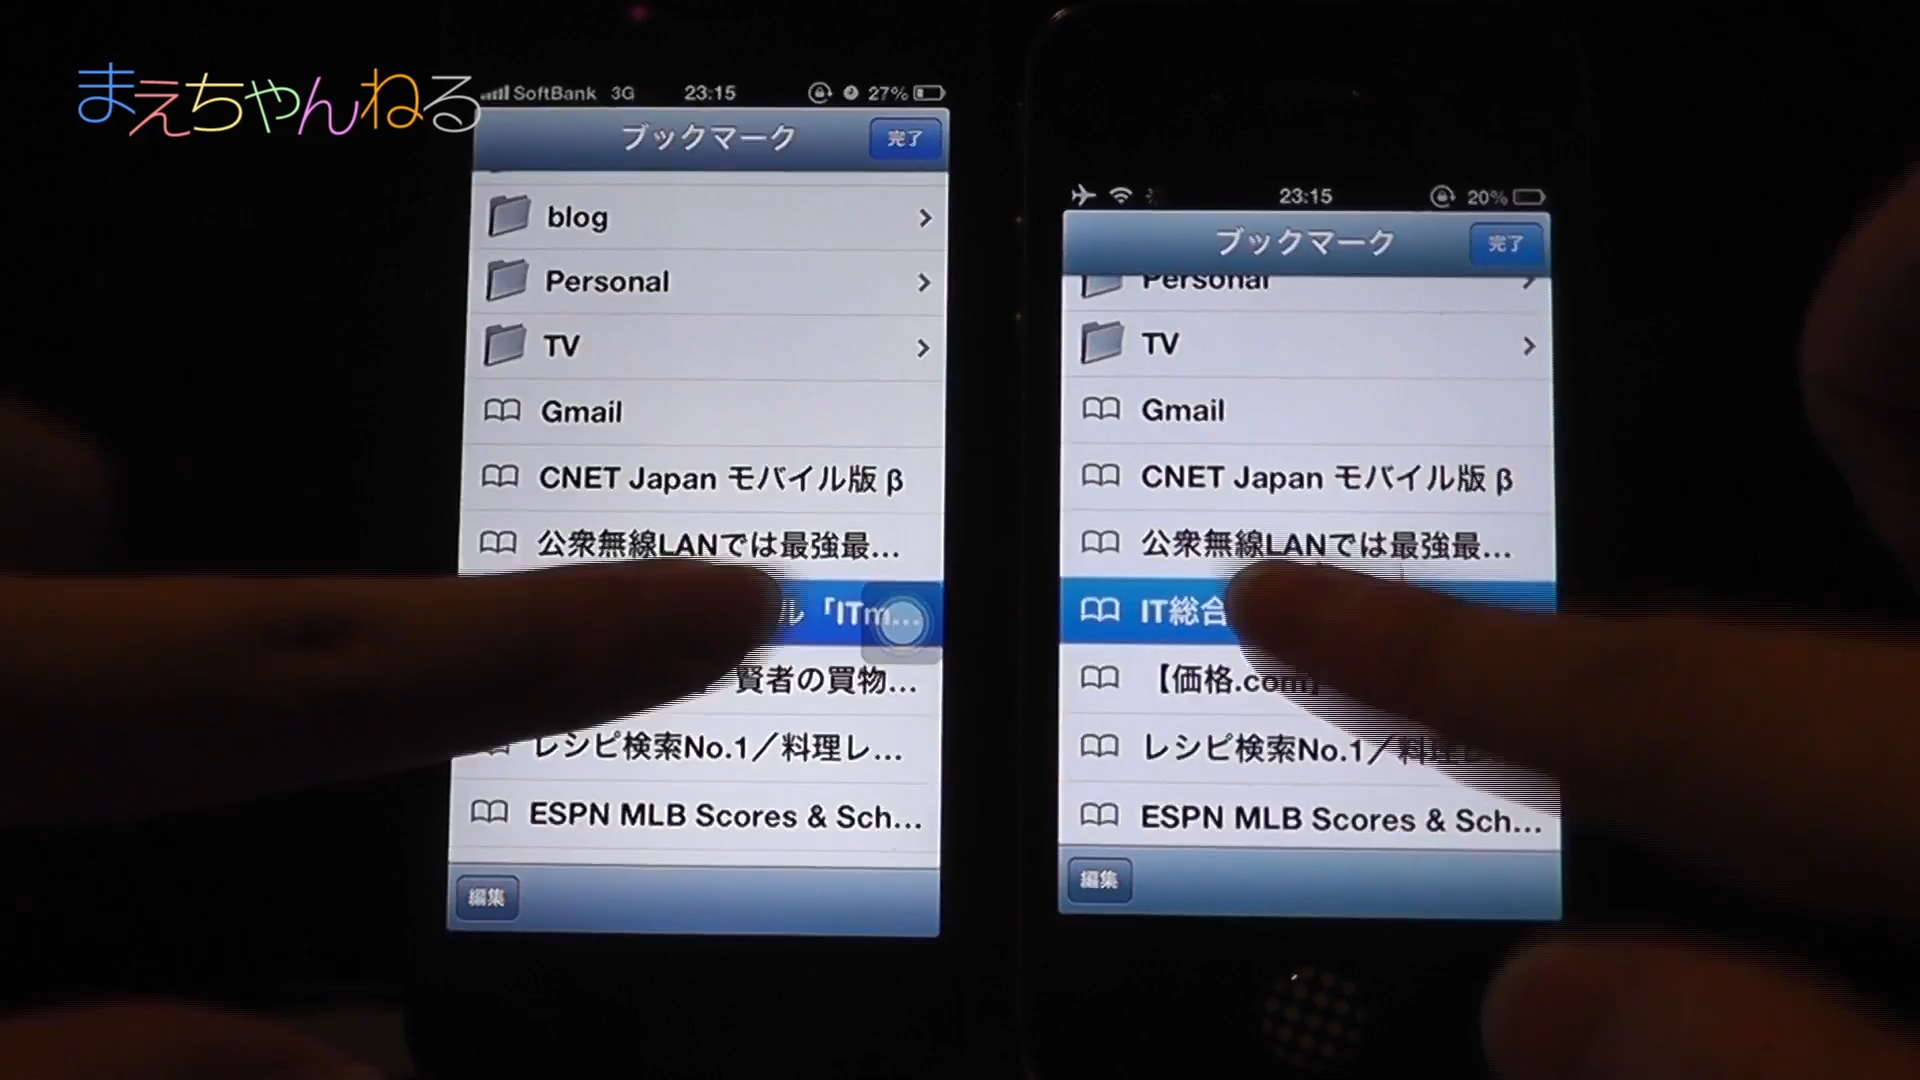 まえちゃんねる
SoftBank 3G 23:15 27%
ブックマーク 完了
blog
Personal
TV
Gmail
CNET Japan モバイル版 β
公衆無線LANでは最強最...
ル「ITm...
賢者の買物...
レシピ検索No.1／料理レ...
ESPN MLB Scores & Sch...
編集
23:15 20%
ブックマーク 完了
Personal
TV
Gmail
CNET Japan モバイル版 β
公衆無線LANでは最強最...
IT総合
【価格.com】
レシピ検索No.1／料理レ...
ESPN MLB Scores & Sch...
編集